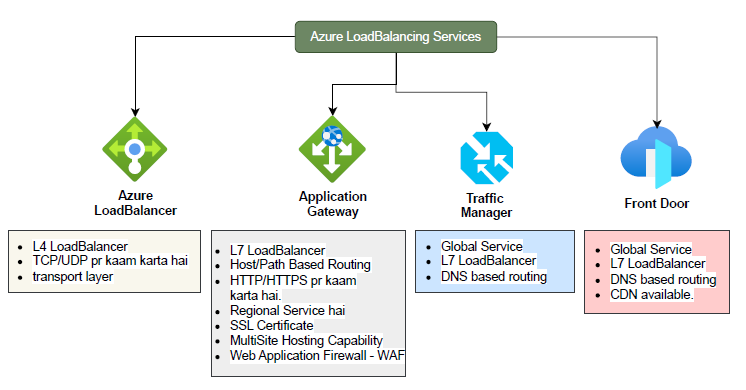 Azure LoadBalancing Services
Azure
LoadBalancer
Application
Gateway
Traffic
Manager
Front Door
L4 LoadBalancer
TCP/UDP pr kaam karta hai
transport layer
L7 LoadBalancer
Host/Path Based Routing
HTTP/HTTPS pr kaam
karta hai.
Regional Service hai
SSL Certificate
MultiSite Hosting Capability
Web Application Firewall - WAF
Global Service
L7 LoadBalancer
DNS based routing
Global Service
L7 LoadBalancer
DNS based routing
CDN available.